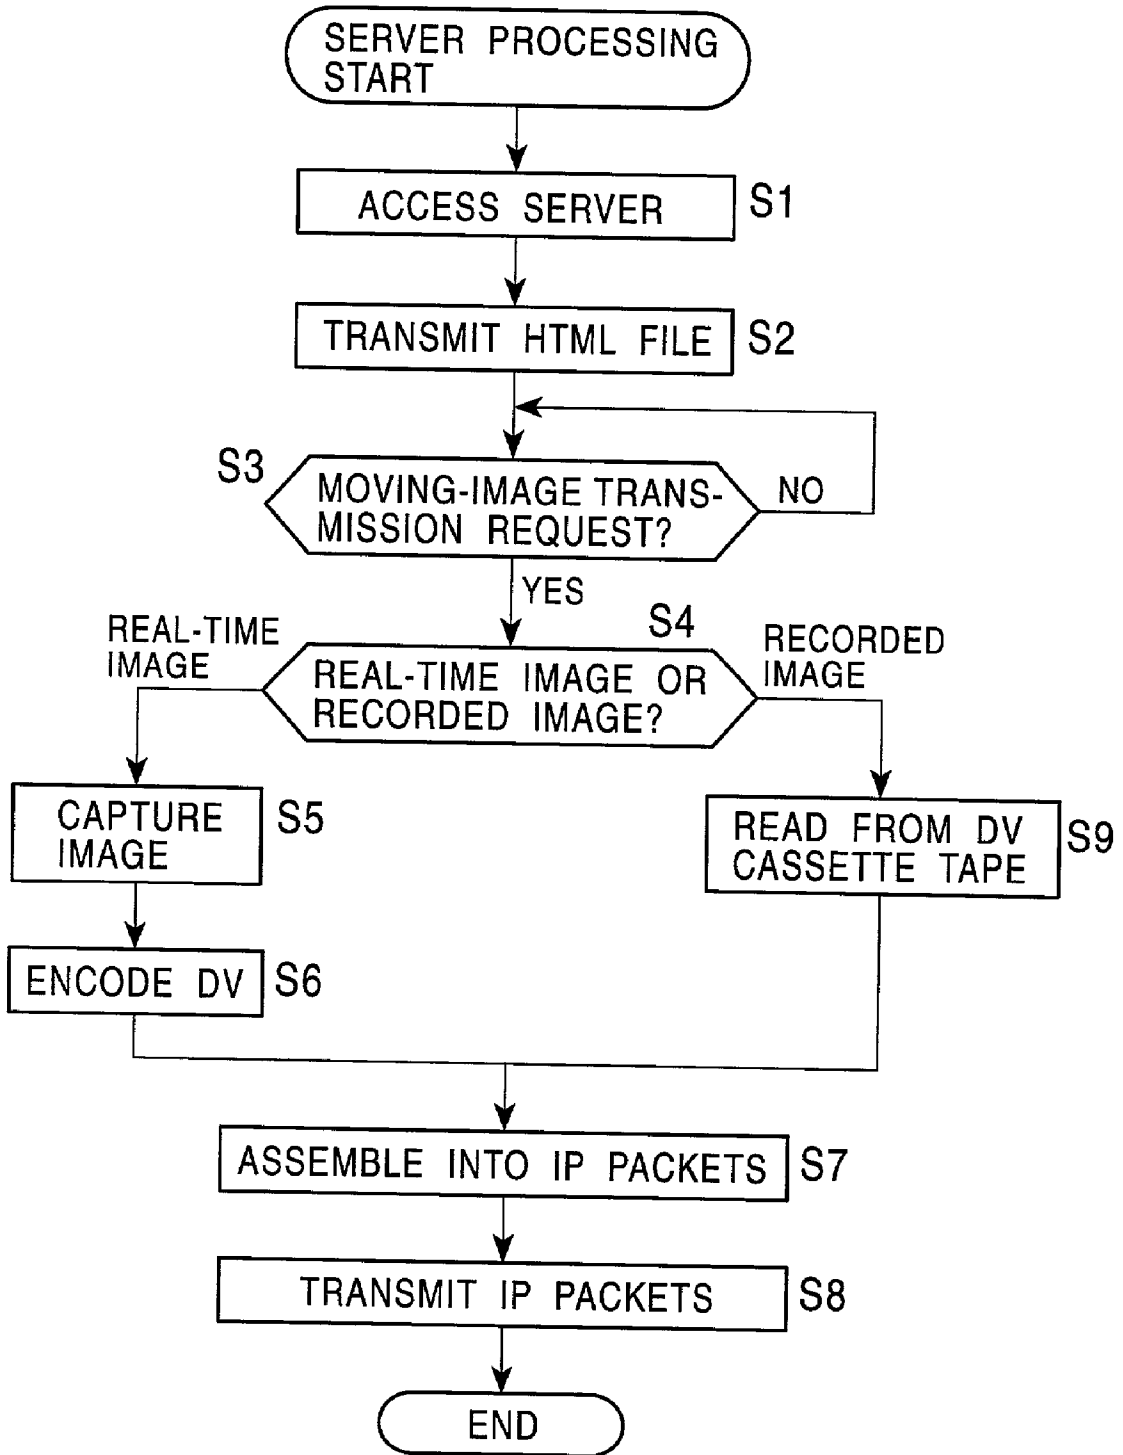 SERVER PROCESSING
START
ACCESS SERVER
S1
TRANSMIT HTML FILE
S2
S3
MOVING-IMAGE TRANS-
MISSION REQUEST?
NO
YES
S4
REAL-TIME
IMAGE
REAL-TIME IMAGE OR
RECORDED IMAGE?
RECORDED
IMAGE
CAPTURE
IMAGE
S5
READ FROM DV
CASSETTE TAPE
S9
ENCODE DV
S6
ASSEMBLE INTO IP PACKETS
S7
TRANSMIT IP PACKETS
S8
END